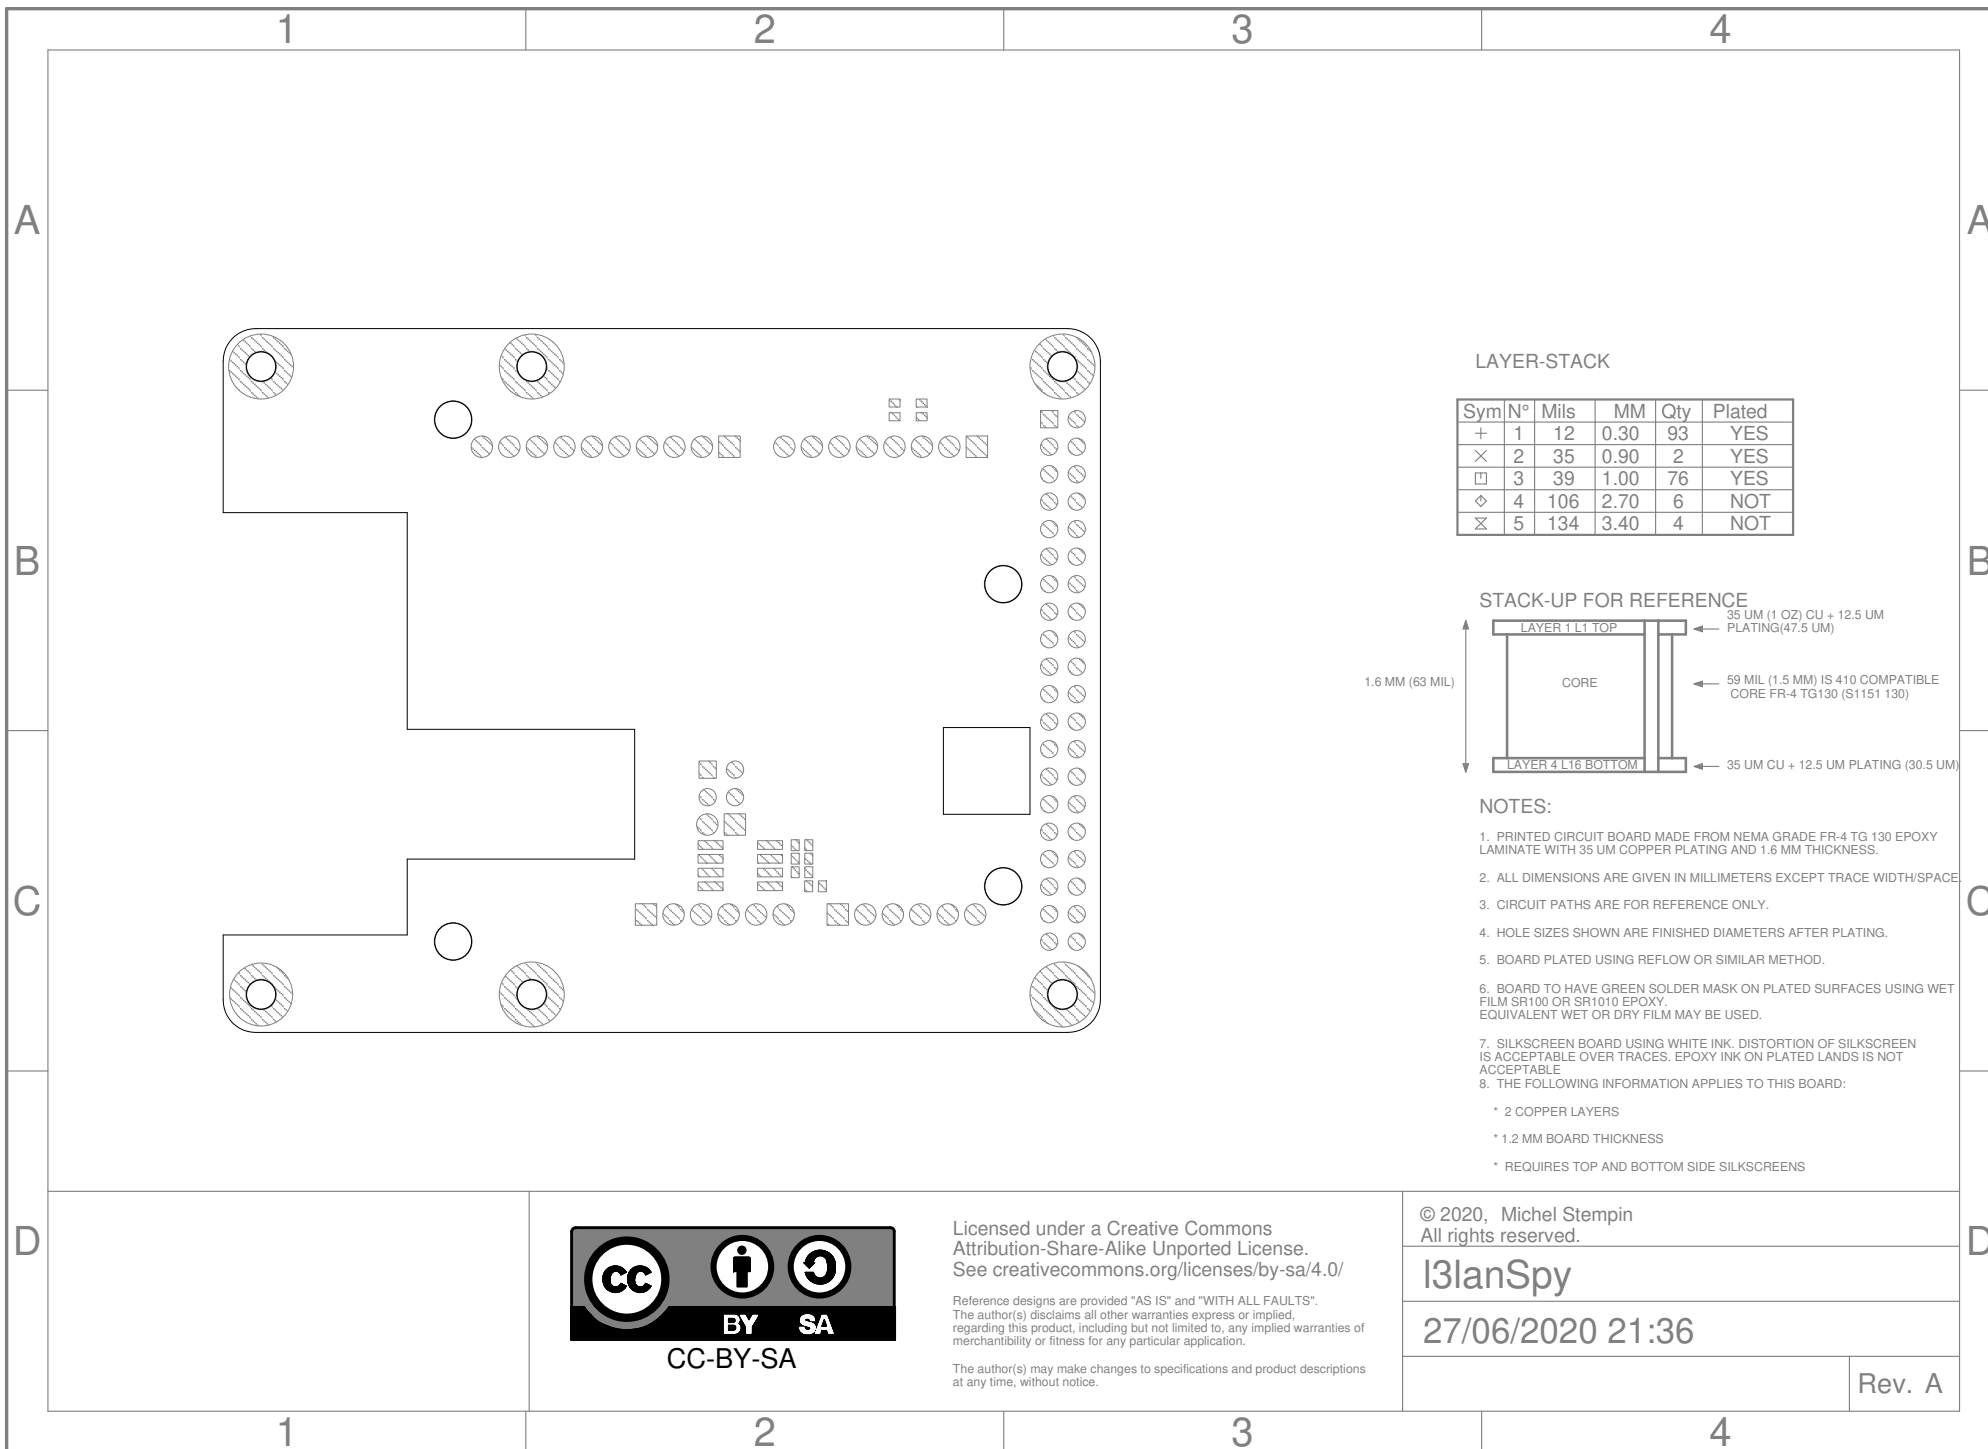 1 2 3 4
A A
LAYER-STACK
Sym N° Mils MM Qty Plated
1 12 0.30 93 YES
2 35 0.90 2 YES
3 39 1.00 76 YES
4 106 2.70 6 NOT
5 134 3.40 4 NOT
B B
STACK-UP FOR REFERENCE
LAYER 1 L1 TOP
35 UM (1 OZ) CU + 12.5 UM
PLATING(47.5 UM)
1.6 MM (63 MIL)
CORE
59 MIL (1.5 MM) IS 410 COMPATIBLE
CORE FR-4 TG130 (S1151 130)
LAYER 4 L16 BOTTOM
35 UM CU + 12.5 UM PLATING (30.5 UM)
NOTES:
1. PRINTED CIRCUIT BOARD MADE FROM NEMA GRADE FR-4 TG 130 EPOXY
LAMINATE WITH 35 UM COPPER PLATING AND 1.6 MM THICKNESS.
2. ALL DIMENSIONS ARE GIVEN IN MILLIMETERS EXCEPT TRACE WIDTH/SPACE.
C C
3. CIRCUIT PATHS ARE FOR REFERENCE ONLY.
4. HOLE SIZES SHOWN ARE FINISHED DIAMETERS AFTER PLATING.
5. BOARD PLATED USING REFLOW OR SIMILAR METHOD.
6. BOARD TO HAVE GREEN SOLDER MASK ON PLATED SURFACES USING WET
FILM SR100 OR SR1010 EPOXY.
EQUIVALENT WET OR DRY FILM MAY BE USED.
7. SILKSCREEN BOARD USING WHITE INK. DISTORTION OF SILKSCREEN
IS ACCEPTABLE OVER TRACES. EPOXY INK ON PLATED LANDS IS NOT
ACCEPTABLE
8. THE FOLLOWING INFORMATION APPLIES TO THIS BOARD:
* 2 COPPER LAYERS
* 1.2 MM BOARD THICKNESS
* REQUIRES TOP AND BOTTOM SIDE SILKSCREENS
D D
cc
BY SA
CC-BY-SA
Licensed under a Creative Commons
Attribution-Share-Alike Unported License.
See creativecommons.org/licenses/by-sa/4.0/
Reference designs are provided "AS IS" and "WITH ALL FAULTS".
The author(s) disclaims all other warranties express or implied,
regarding this product, including but not limited to, any implied warranties of
merchantibility or fitness for any particular application.
The author(s) may make changes to specifications and product descriptions
at any time, without notice.
© 2020, Michel Stempin
All rights reserved.
l3lanSpy
27/06/2020 21:36
Rev. A
1 2 3 4